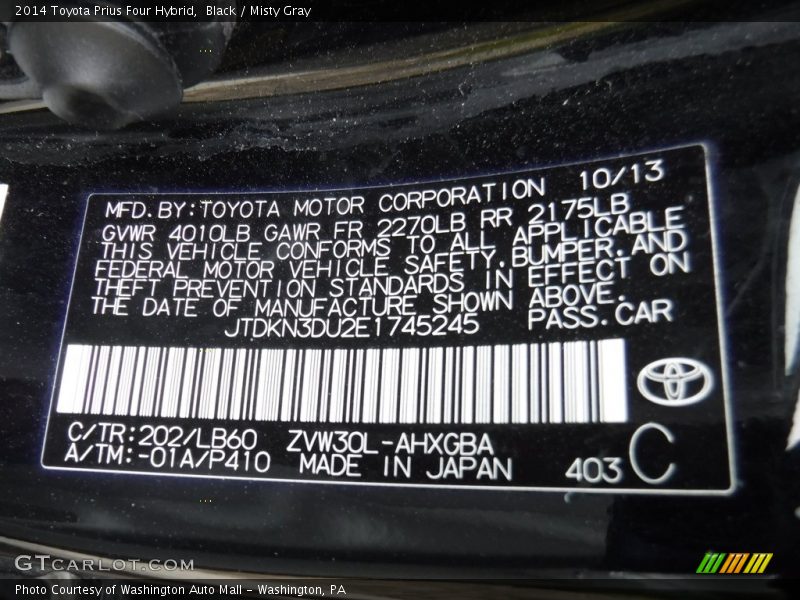 2014 Toyota Prius Four Hybrid, Black / Misty Gray
MFD.BY:TOYOTA MOTOR CORPORATION 10/13
GVWR 4010LB GAWR FR 2270LB RR 2175LB
THIS VEHICLE CONFORMS TO ALL APPLICABLE
FEDERAL MOTOR VEHICLE SAFETY,BUMPER,AND
THEFT PREVENTION STANDARDS IN EFFECT ON
THE DATE OF MANUFACTURE SHOWN ABOVE.
JTDKN3DU2E1745245 PASS.CAR
C/TR:202/LB60 ZVW30L-AHXGBA
A/TM:-01A/P410 MADE IN JAPAN 403 C
GTCARLOT.COM
Photo Courtesy of Washington Auto Mall - Washington, PA